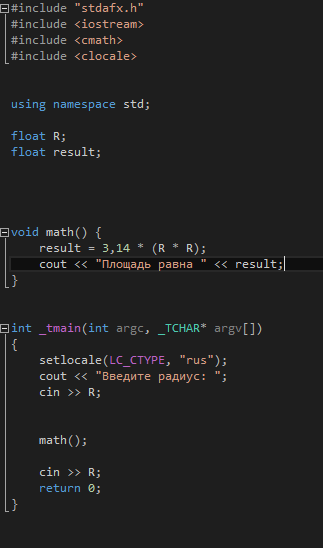 #include "stdafx.h"
#include <iostream>
#include <cmath>
#include <clocale>
using namespace std;
float R;
float result;
void math() {
result = 3,14 * (R * R);
cout << "Площадь равна " << result;
}
int _tmain(int argc, _TCHAR* argv[])
{
setlocale(LC_CTYPE, "rus");
cout << "Введите радиус: ";
cin >> R;
math();
cin >> R;
return 0;
}